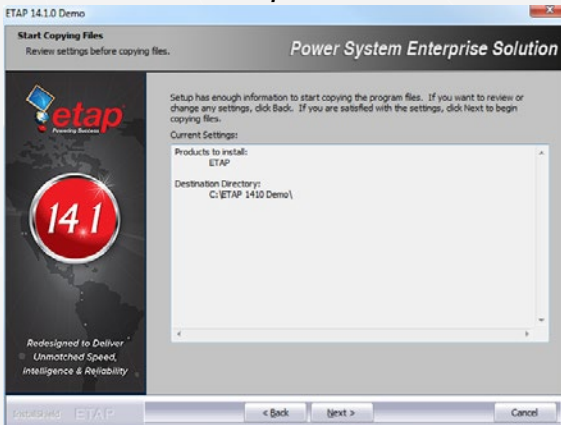 ETAP 14.1.0 Demo
Start Copying Files
Review settings before copying files.
Power System Enterprise Solution
etap
Powering Success
Setup has enough information to start copying the program files. If you want to review or
change any settings, click Back. If you are satisfied with the settings, click Next to begin
copying files.
Current Settings:
Products to install:
ETAP
Destination Directory:
C:\ETAP 1410 Demo\
14.1
Redesigned to Deliver
Unmatched Speed,
Intelligence & Reliability
InstallShield ETAP
< Back
Next >
Cancel